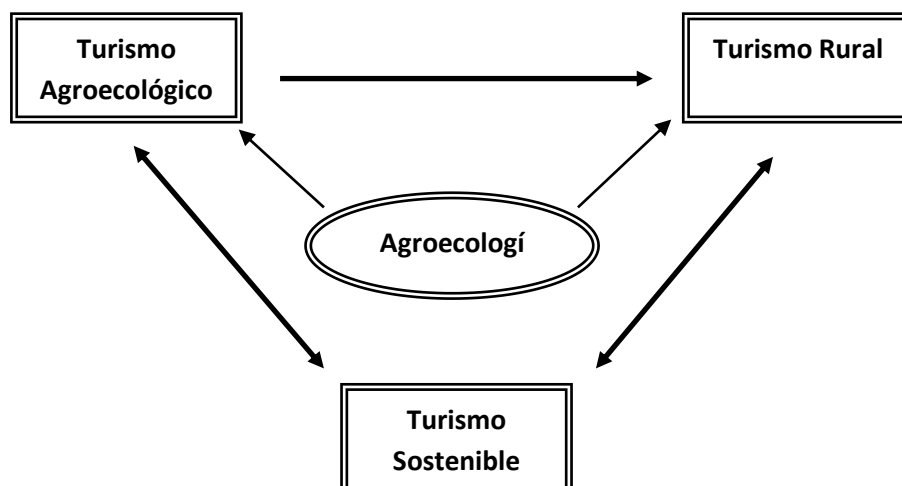 Turismo
Agroecológico
Turismo Rural
Agroecologí
Turismo
Sostenible